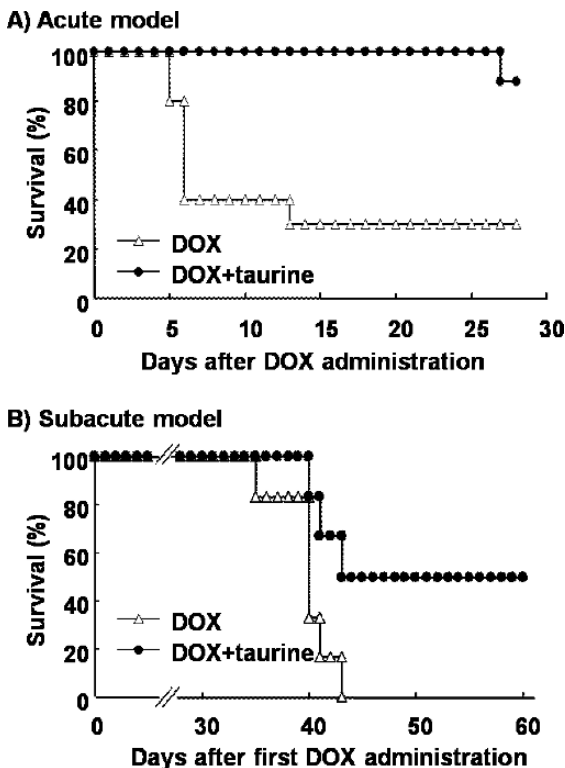 A) Acute model
100
80
60
40
20
0
Survival (%)
DOX
DOX+taurine
0 5 10 15 20 25 30
Days after DOX administration
B) Subacute model
100
80
60
40
20
0
Survival (%)
DOX
DOX+taurine
0 30 40 50 60
Days after first DOX administration